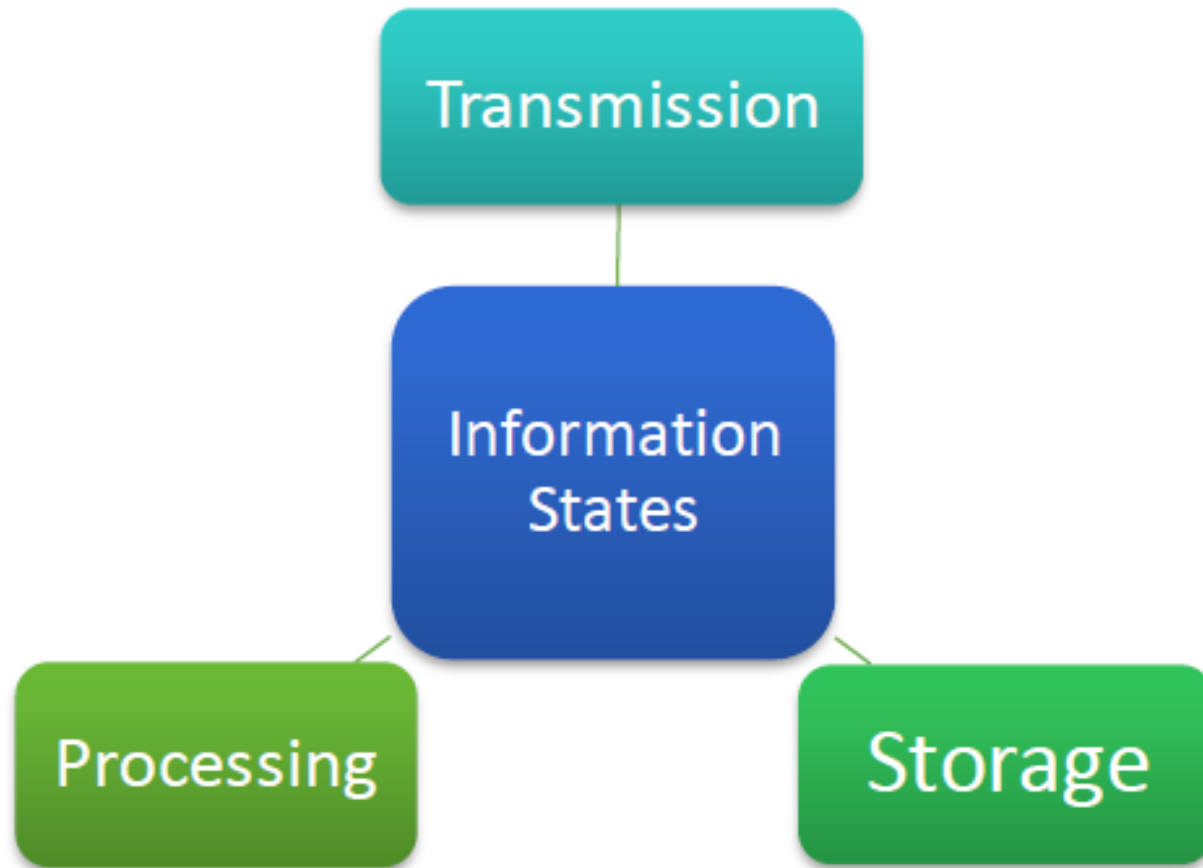 Transmission
Information
States
Processing
Storage